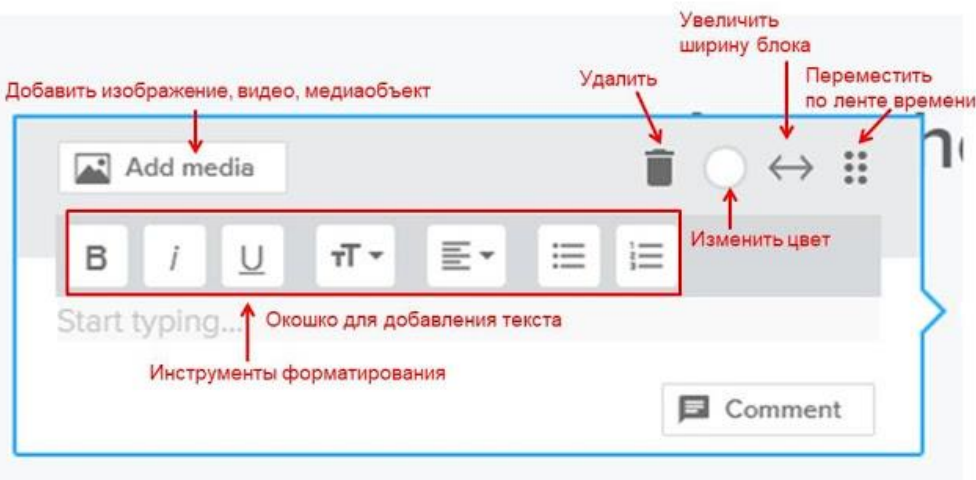 Увеличить
ширину блока
Добавить изображение, видео, медиаобъект
Удалить
Переместить
по ленте времени
Add media
Изменить цвет
B i U тT
Start typing...
Окошко для добавления текста
Инструменты форматирования
Comment